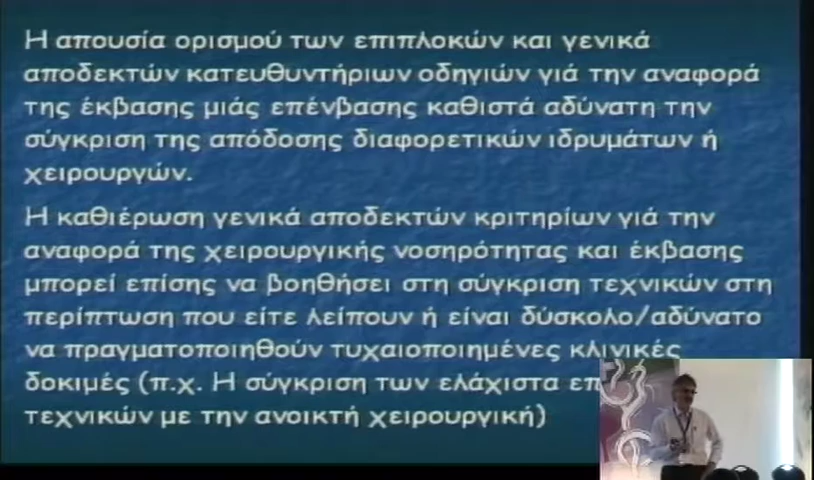 Η απουσία ορισμού των επιπλοκών και γενικά
αποδεκτών κατευθυντήριων οδηγιών γιά την αναφορά
της έκβασης μιάς επένβασης καθιστά αδύνατη την
σύγκριση της απόδοσης διαφορετικών ιδρυμάτων ή
χειρουργών.
Η καθιέρωση γενικά αποδεκτών κριτηρίων γιά την
αναφορά της χειρουργικής νοσηρότητας και έκβασης
μπορεί επίσης να βοηθήσει στη σύγκριση τεχνικών στη
περίπτωση που είτε λείπουν ή είναι δύσκολο/αδύνατο
να πραγματοποιηθούν τυχαιοποιημένες κλινικές
δοκιμές (π.χ. Η σύγκριση των ελάχιστα
τεχνικών με την ανοικτή χειρουργική)